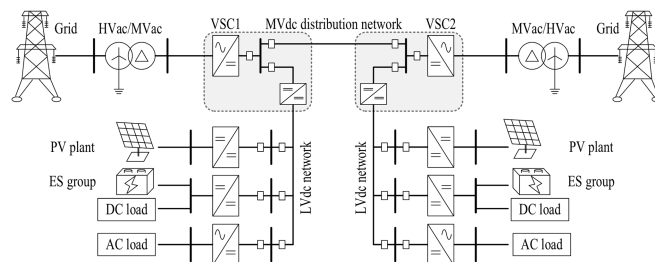 VSC1 MVdc distribution network VSC2
Grid HVac/MVac MVac/HVac Grid
PV plant PV plant
ES group ES group
LVdc network LVdc network
DC load DC load
AC load AC load